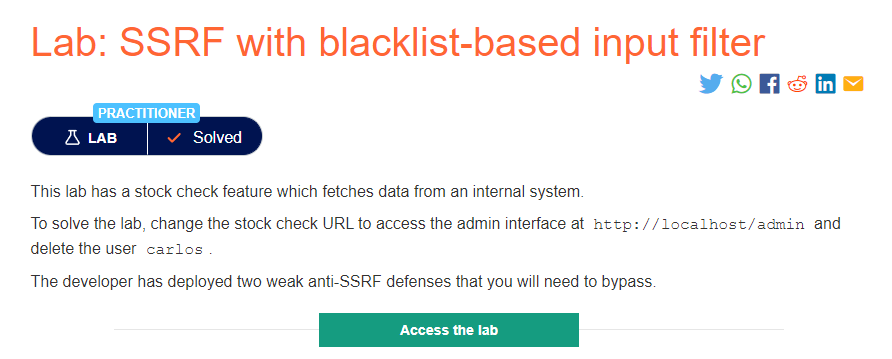 Lab: SSRF with blacklist-based input filter
PRACTITIONER
LAB
Solved
This lab has a stock check feature which fetches data from an internal system.
To solve the lab, change the stock check URL to access the admin interface at http://localhost/admin and
delete the user carlos .
The developer has deployed two weak anti-SSRF defenses that you will need to bypass.
Access the lab